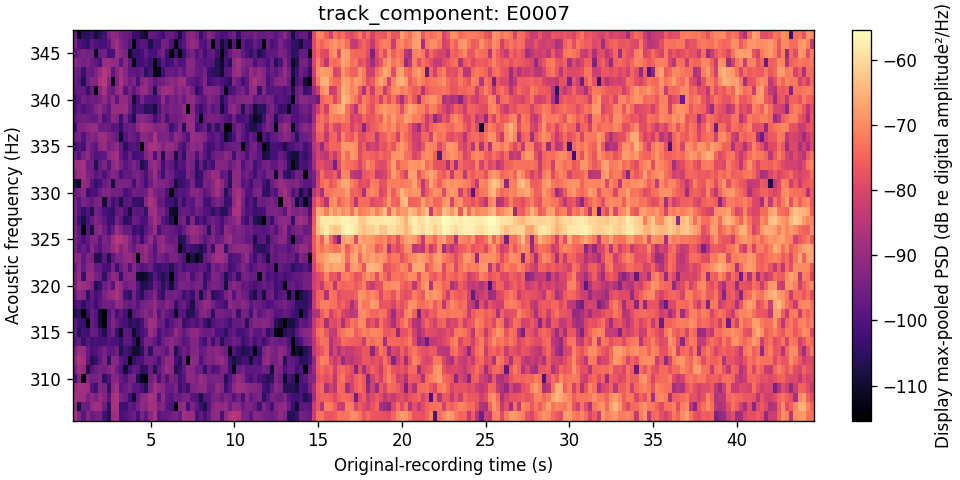 track_component: E0007
Acoustic frequency (Hz)
345
340
335
330
325
320
315
310
5 10 15 20 25 30 35 40
Original-recording time (s)
−60
−70
−80
−90
−100
−110
Display max-pooled PSD (dB re digital amplitude²/Hz)